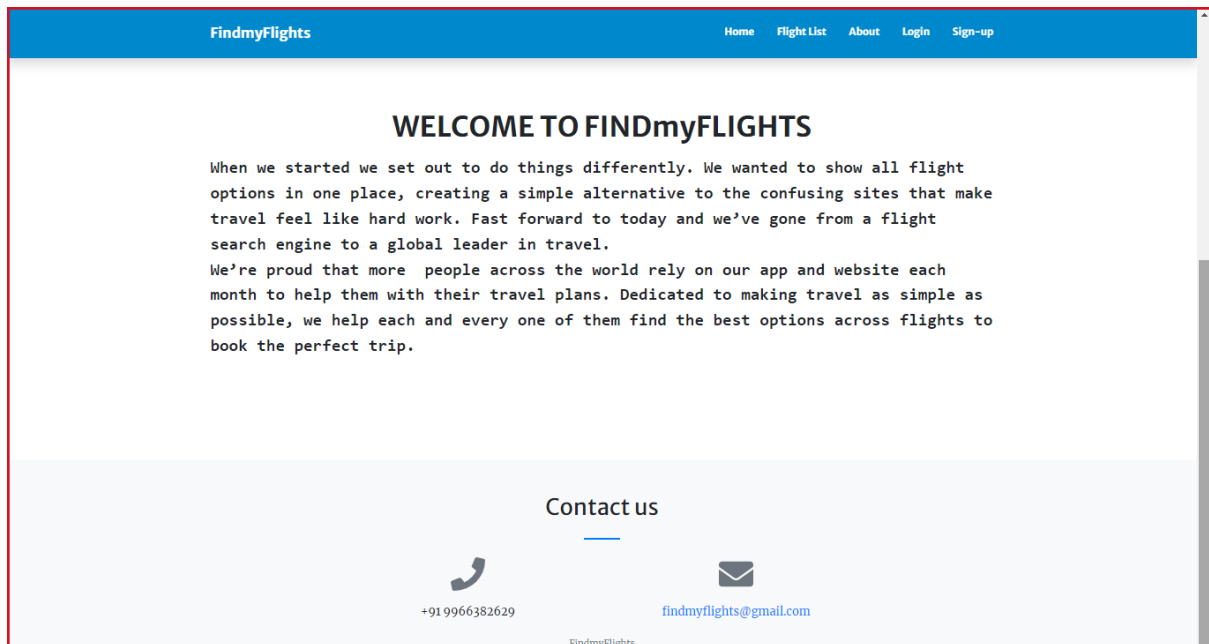 FindmyFlights
Home Flight List About Login Sign-up
WELCOME TO FINDmyFLIGHTS
When we started we set out to do things differently. We wanted to show all flight
options in one place, creating a simple alternative to the confusing sites that make
travel feel like hard work. Fast forward to today and we’ve gone from a flight
search engine to a global leader in travel.
We’re proud that more  people across the world rely on our app and website each
month to help them with their travel plans. Dedicated to making travel as simple as
possible, we help each and every one of them find the best options across flights to
book the perfect trip.
Contact us
+91 9966382629
findmyflights@gmail.com
FindmyFlights